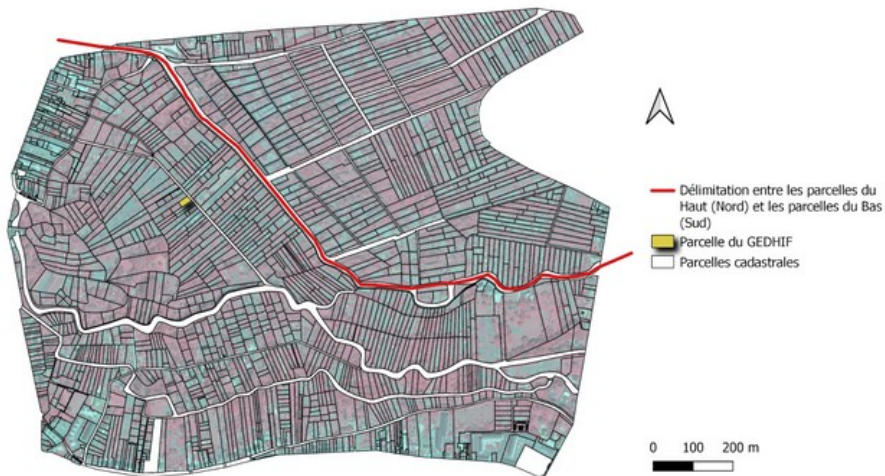 Délimitation entre les parcelles du
Haut (Nord) et les parcelles du Bas
(Sud)
Parcelle du GEDHIF
Parcelles cadastrales
0 100 200 m